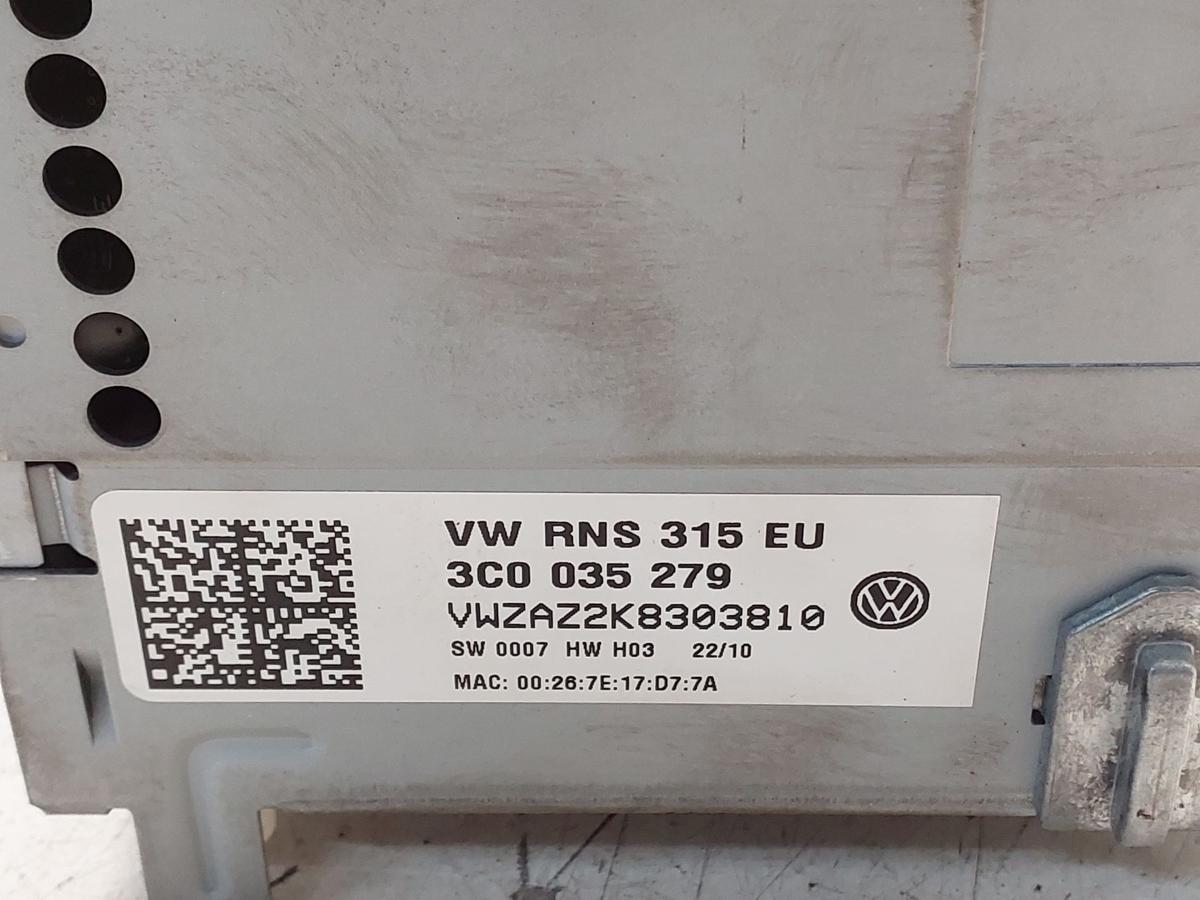 VW RNS 315 EU
3C0 035 279
VWZAZ2K8303810
SW 0007 HW H03 22/10
MAC: 00:26:7E:17:D7:7A